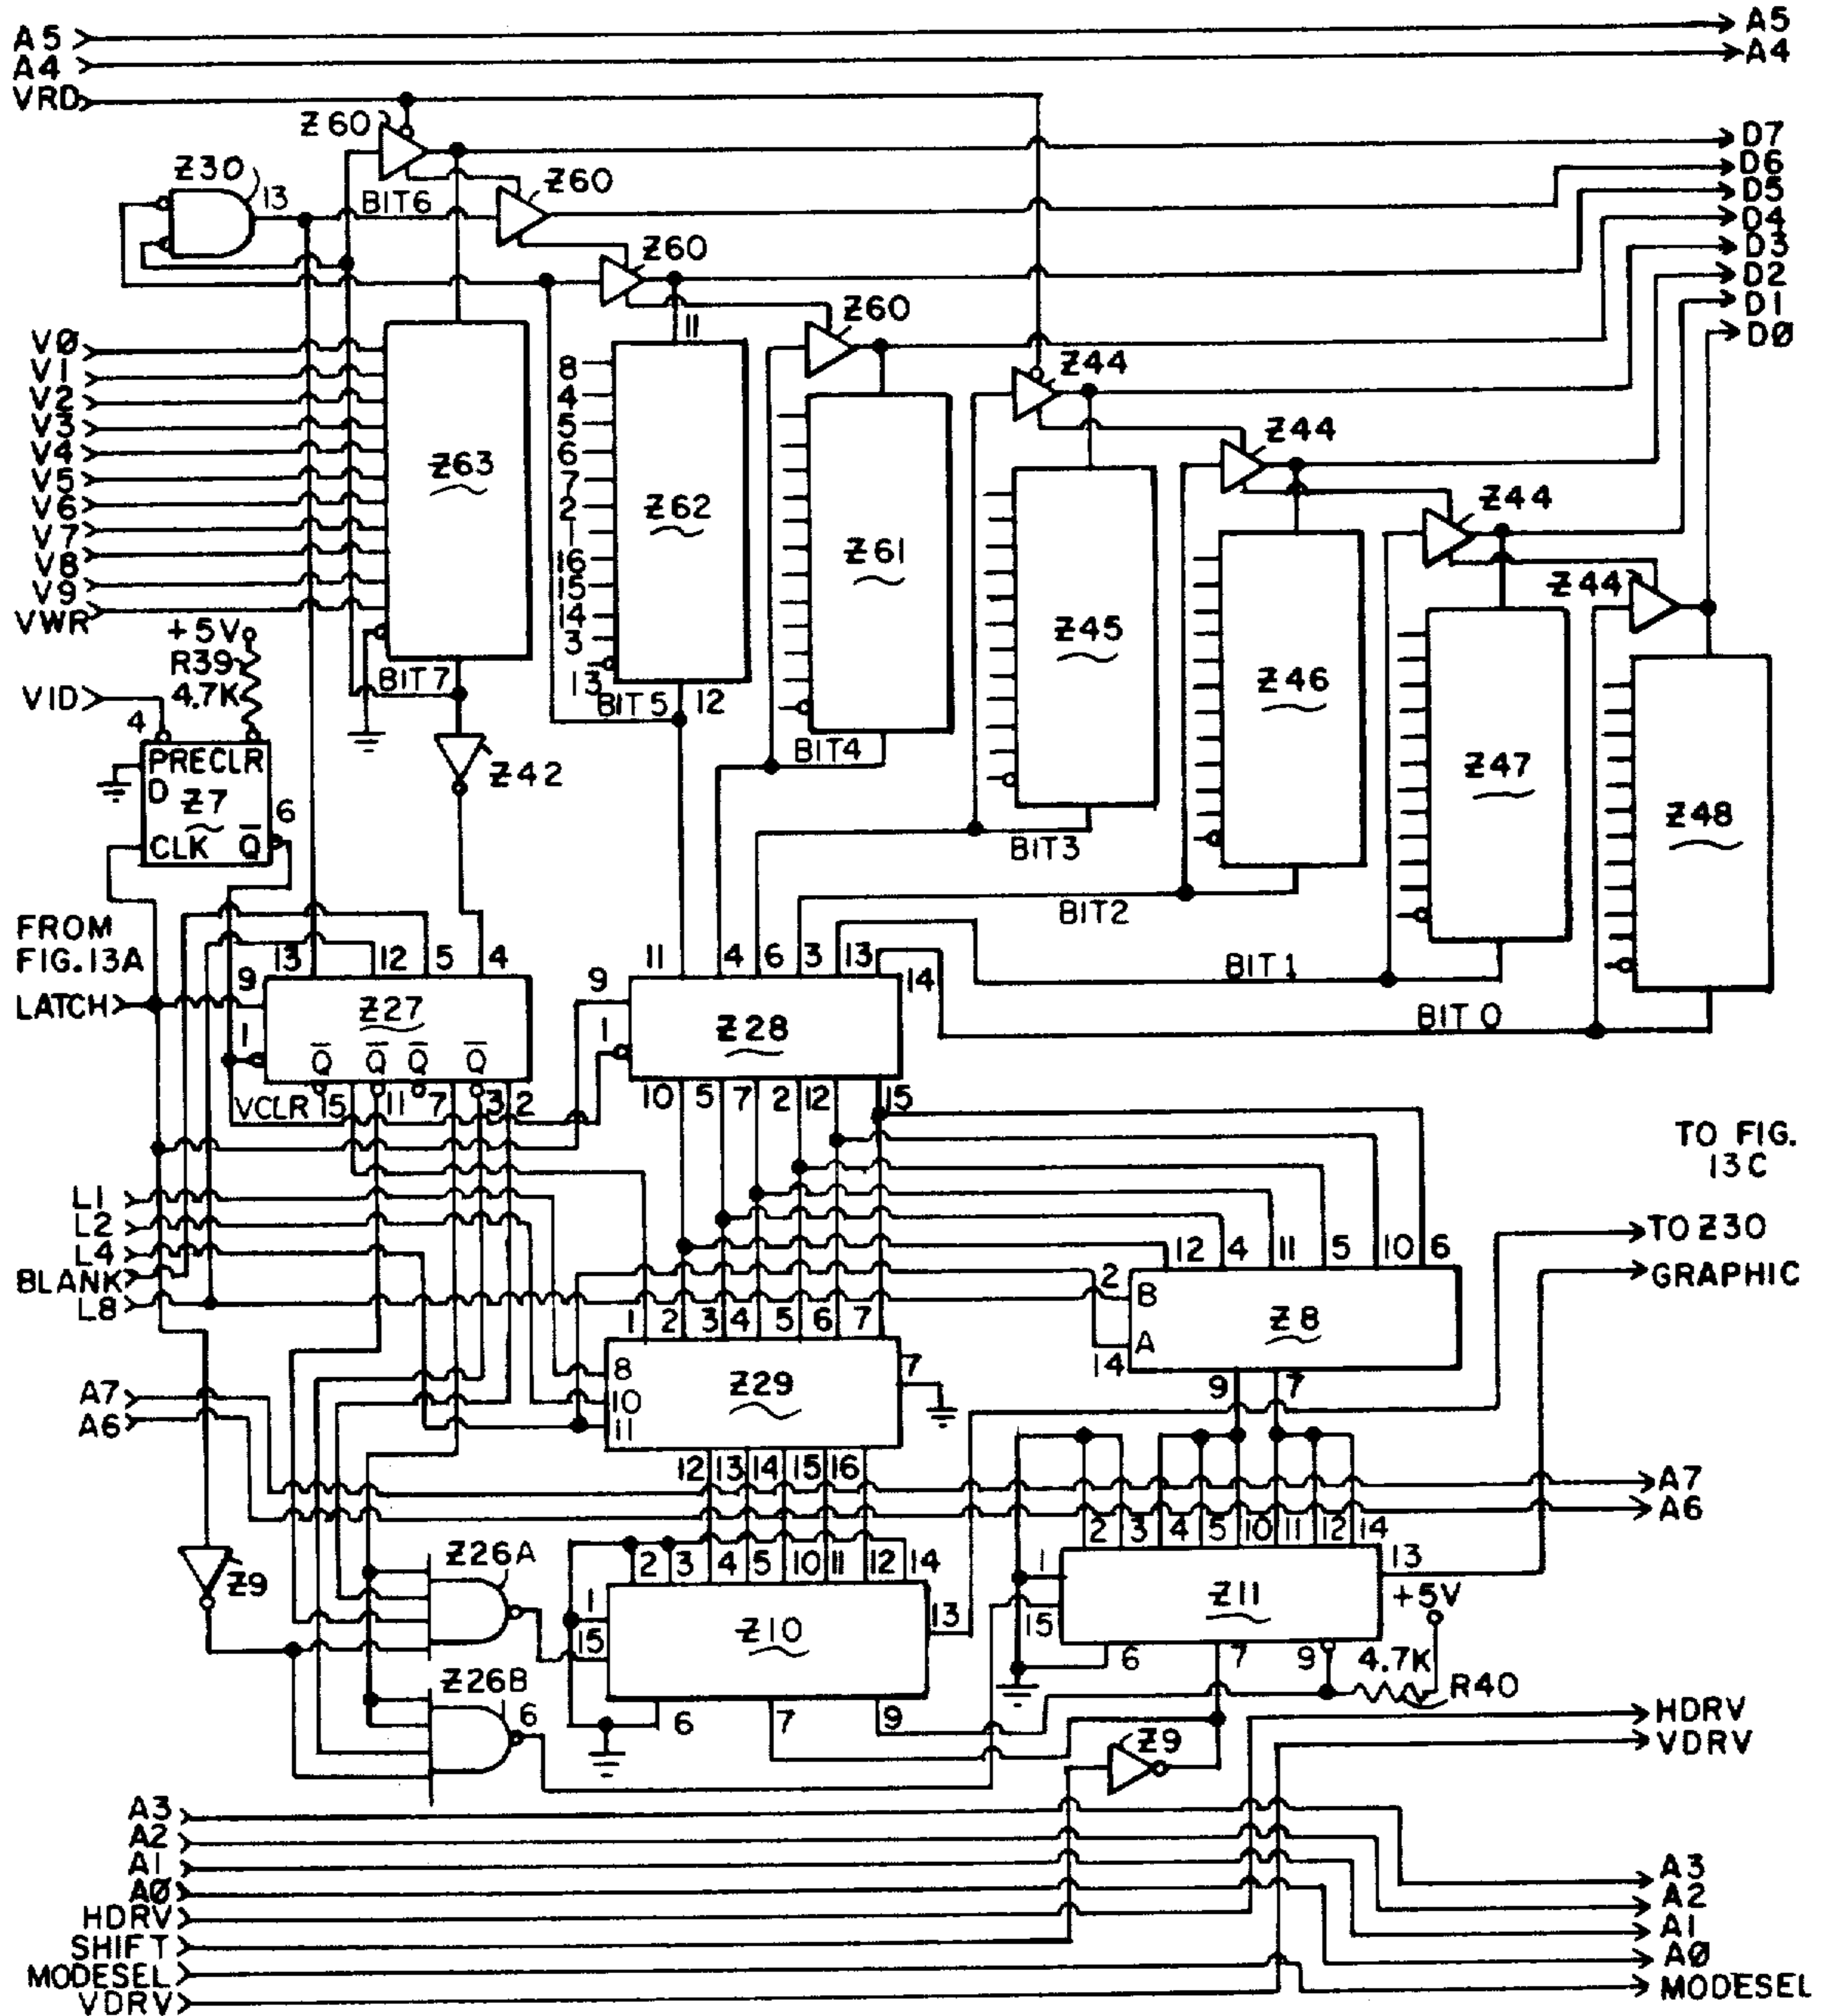 A5 A5
A4 A4
VRD
Z60
D7
Z30 13 BIT6 Z60
D6
D5
D4
Z60
D3
D2
Z60
D1
DØ
VØ
V1
V2
V3
V4
V5
V6
V7
V8
V9
VWR
Z63
11
8
4
5
6
7
2
1
16
15
14
3
13
Z62
Z61
Z44
Z44
Z44
Z44
Z45
Z46
Z47
Z48
+5V
R39
4.7K
VID
4
BIT7
BIT5 12
BIT4
PRE CLR
D
Z7
6
CLK Q̅
Z42
BIT3
BIT2
BIT1
BIT 0
FROM
FIG.13A
LATCH
9 13 12 5 4
1
Z27
Q̅ Q̅ Q̅ Q̅
VCLR 15 11 7 3 2
9 11 4 6 3 13 14
1
Z28
10 5 7 2 12 15
TO FIG.
13C
L1
L2
L4
BLANK
L8
12 4 11 5 10 6
2
B
A
14
Z8
9 7
TO Z30
GRAPHIC
1 2 3 4 5 6 7
8
10
11
Z29
7
12 13 14 15 16
A7
A6
A7
A6
2 3 4 5 10 11 12 14
1
15
Z11
13
+5V
6 7 9
4.7K
R40
Z9
Z26A
2 3 4 5 10 11 12 14
1
15
Z10
13
6 7 9
Z26B
6
Z9
HDRV
VDRV
A3
A2
A1
AØ
HDRV
SHIFT
MODESEL
VDRV
A3
A2
A1
AØ
MODESEL